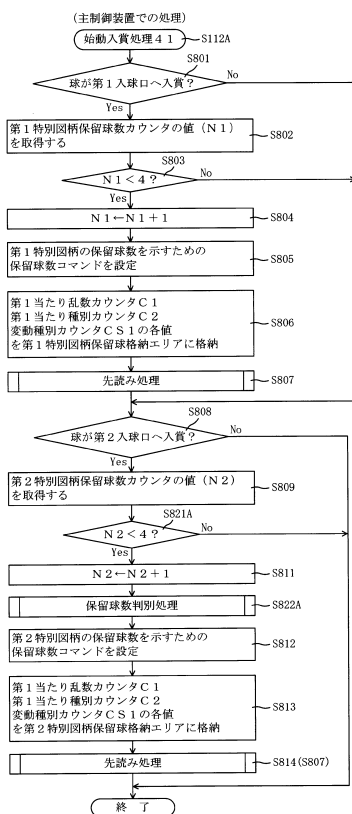 (主制御装置での処理)
始動入賞処理41
S112A
S801
球が第1入球口へ入賞?
No
Yes
第1特別図柄保留球数カウンタの値(N1)
を取得する
S802
S803
N1<4?
No
Yes
N1←N1+1
S804
第1特別図柄の保留球数を示すための
保留球数コマンドを設定
S805
第1当たり乱数カウンタC1
第1当たり種別カウンタC2
変動種別カウンタCS1の各値
を第1特別図柄保留球格納エリアに格納
S806
先読み処理
S807
S808
球が第2入球口へ入賞?
No
Yes
第2特別図柄保留球数カウンタの値(N2)
を取得する
S809
S821A
N2<4?
No
Yes
N2←N2+1
S811
保留球数判別処理
S822A
第2特別図柄の保留球数を示すための
保留球数コマンドを設定
S812
第1当たり乱数カウンタC1
第1当たり種別カウンタC2
変動種別カウンタCS1の各値
を第2特別図柄保留球格納エリアに格納
S813
先読み処理
S814(S807)
終 了